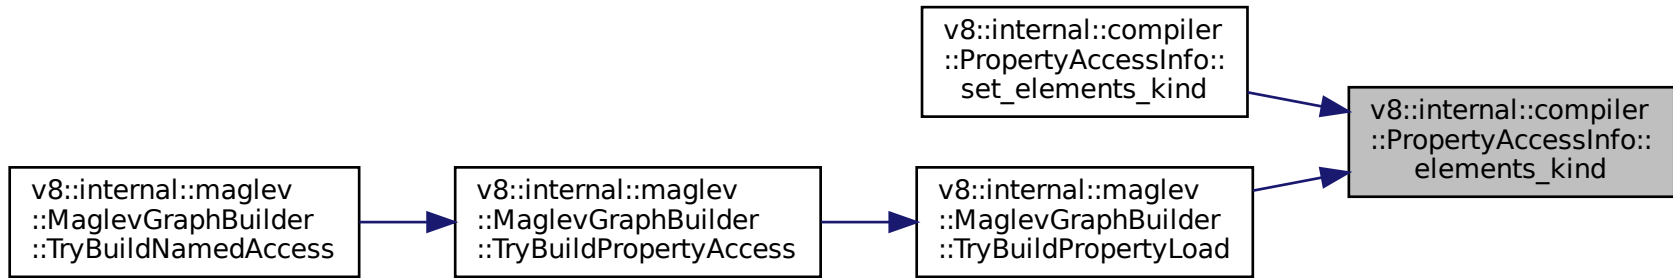 v8::internal::compiler
::PropertyAccessInfo::
set_elements_kind
v8::internal::compiler
::PropertyAccessInfo::
elements_kind
v8::internal::maglev
::MaglevGraphBuilder
::TryBuildNamedAccess
v8::internal::maglev
::MaglevGraphBuilder
::TryBuildPropertyAccess
v8::internal::maglev
::MaglevGraphBuilder
::TryBuildPropertyLoad